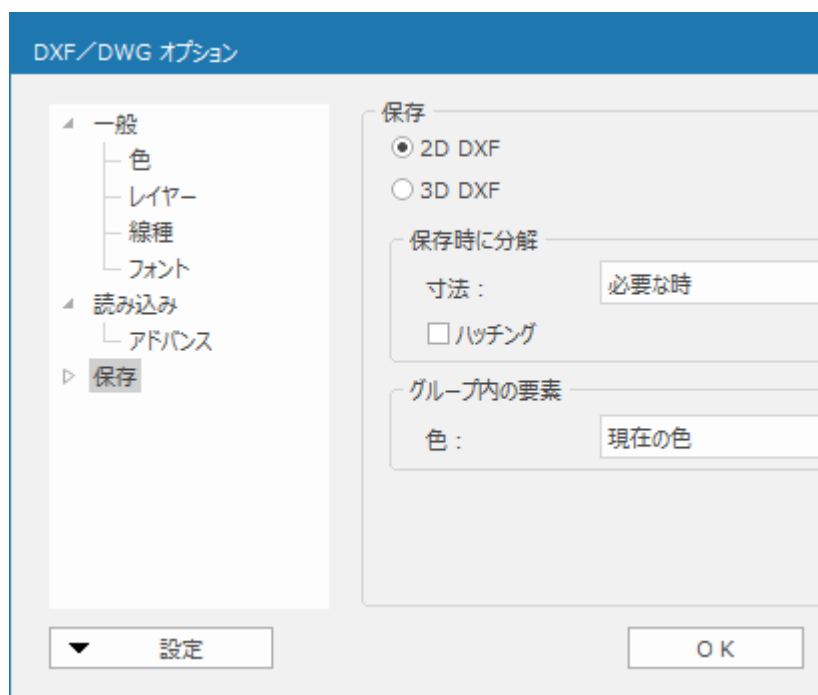 DXF／DWG オプション
一般
色
レイヤー
線種
フォント
読み込み
アドバンス
保存
設定
保存
2D DXF
3D DXF
保存時に分解
寸法 : 必要な時
ハッチング
グループ内の要素
色 : 現在の色
O K